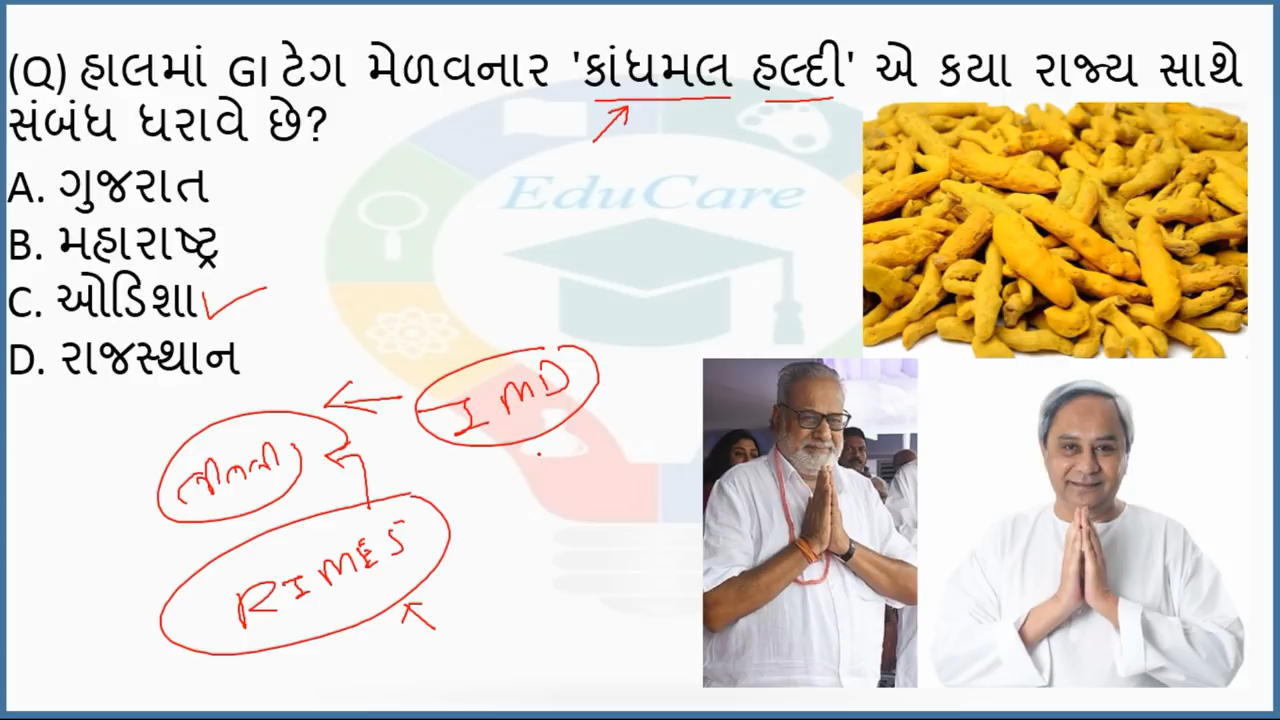 (Q) હાલમાં GI ટેગ મેળવનાર 'કાંધમલ હલ્દી' એ કયા રાજ્ય સાથે
સંબંધ ધરાવે છે?
EduCare
A. ગુજરાત
B. મહારાષ્ટ્ર
C. ઓડિશા
D. રાજસ્થાન
IMD
RIMES